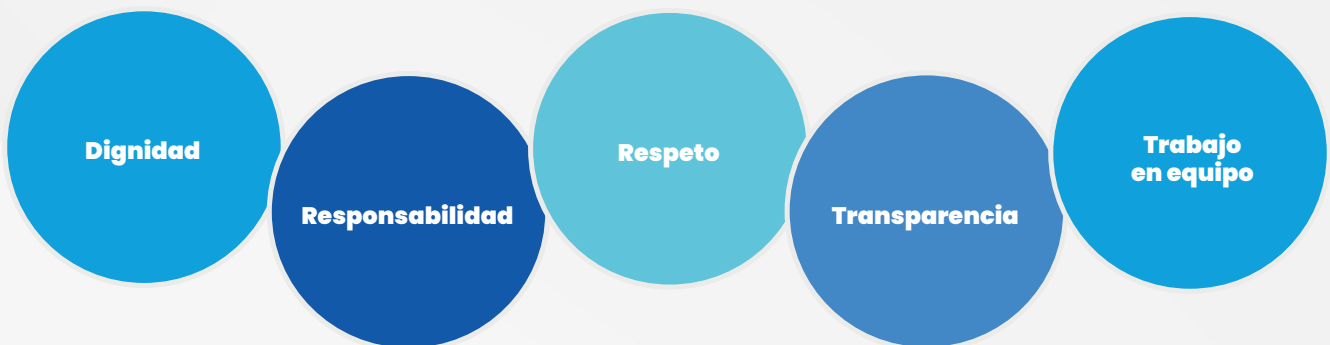 Dignidad
Responsabilidad
Respeto
Transparencia
Trabajo
en equipo